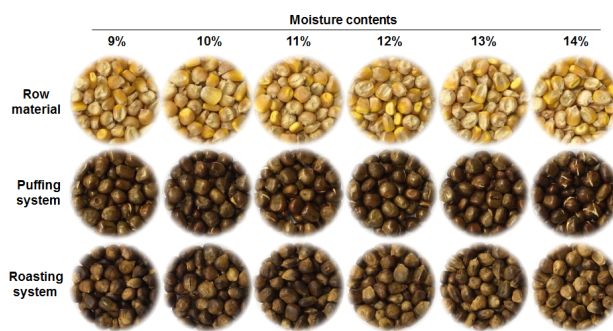 Moisture contents
9% 10% 11% 12% 13% 14%
Row
material
Puffing
system
Roasting
system